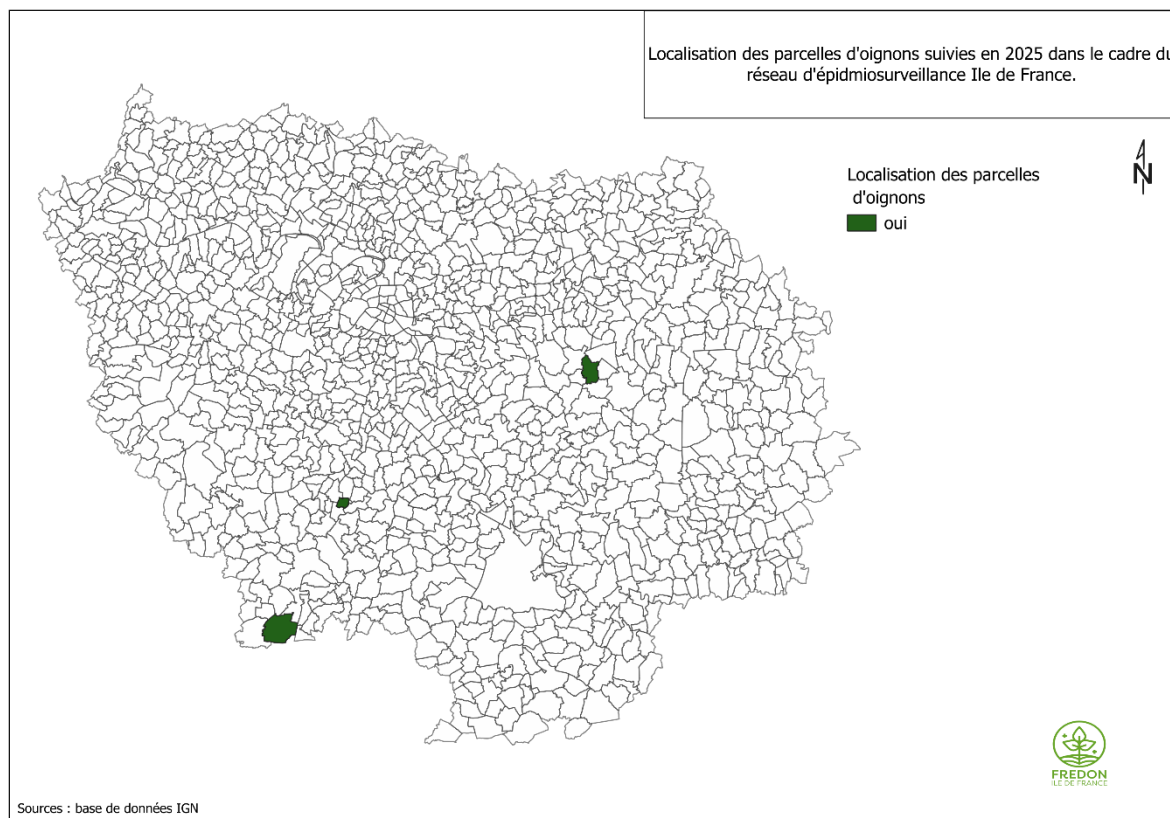 Localisation des parcelles d'oignons suivies en 2025 dans le cadre du
réseau d'épidmiosurveillance Ile de France.
N
Localisation des parcelles
d'oignons
oui
FREDON
ILE DE FRANCE
Sources : base de données IGN